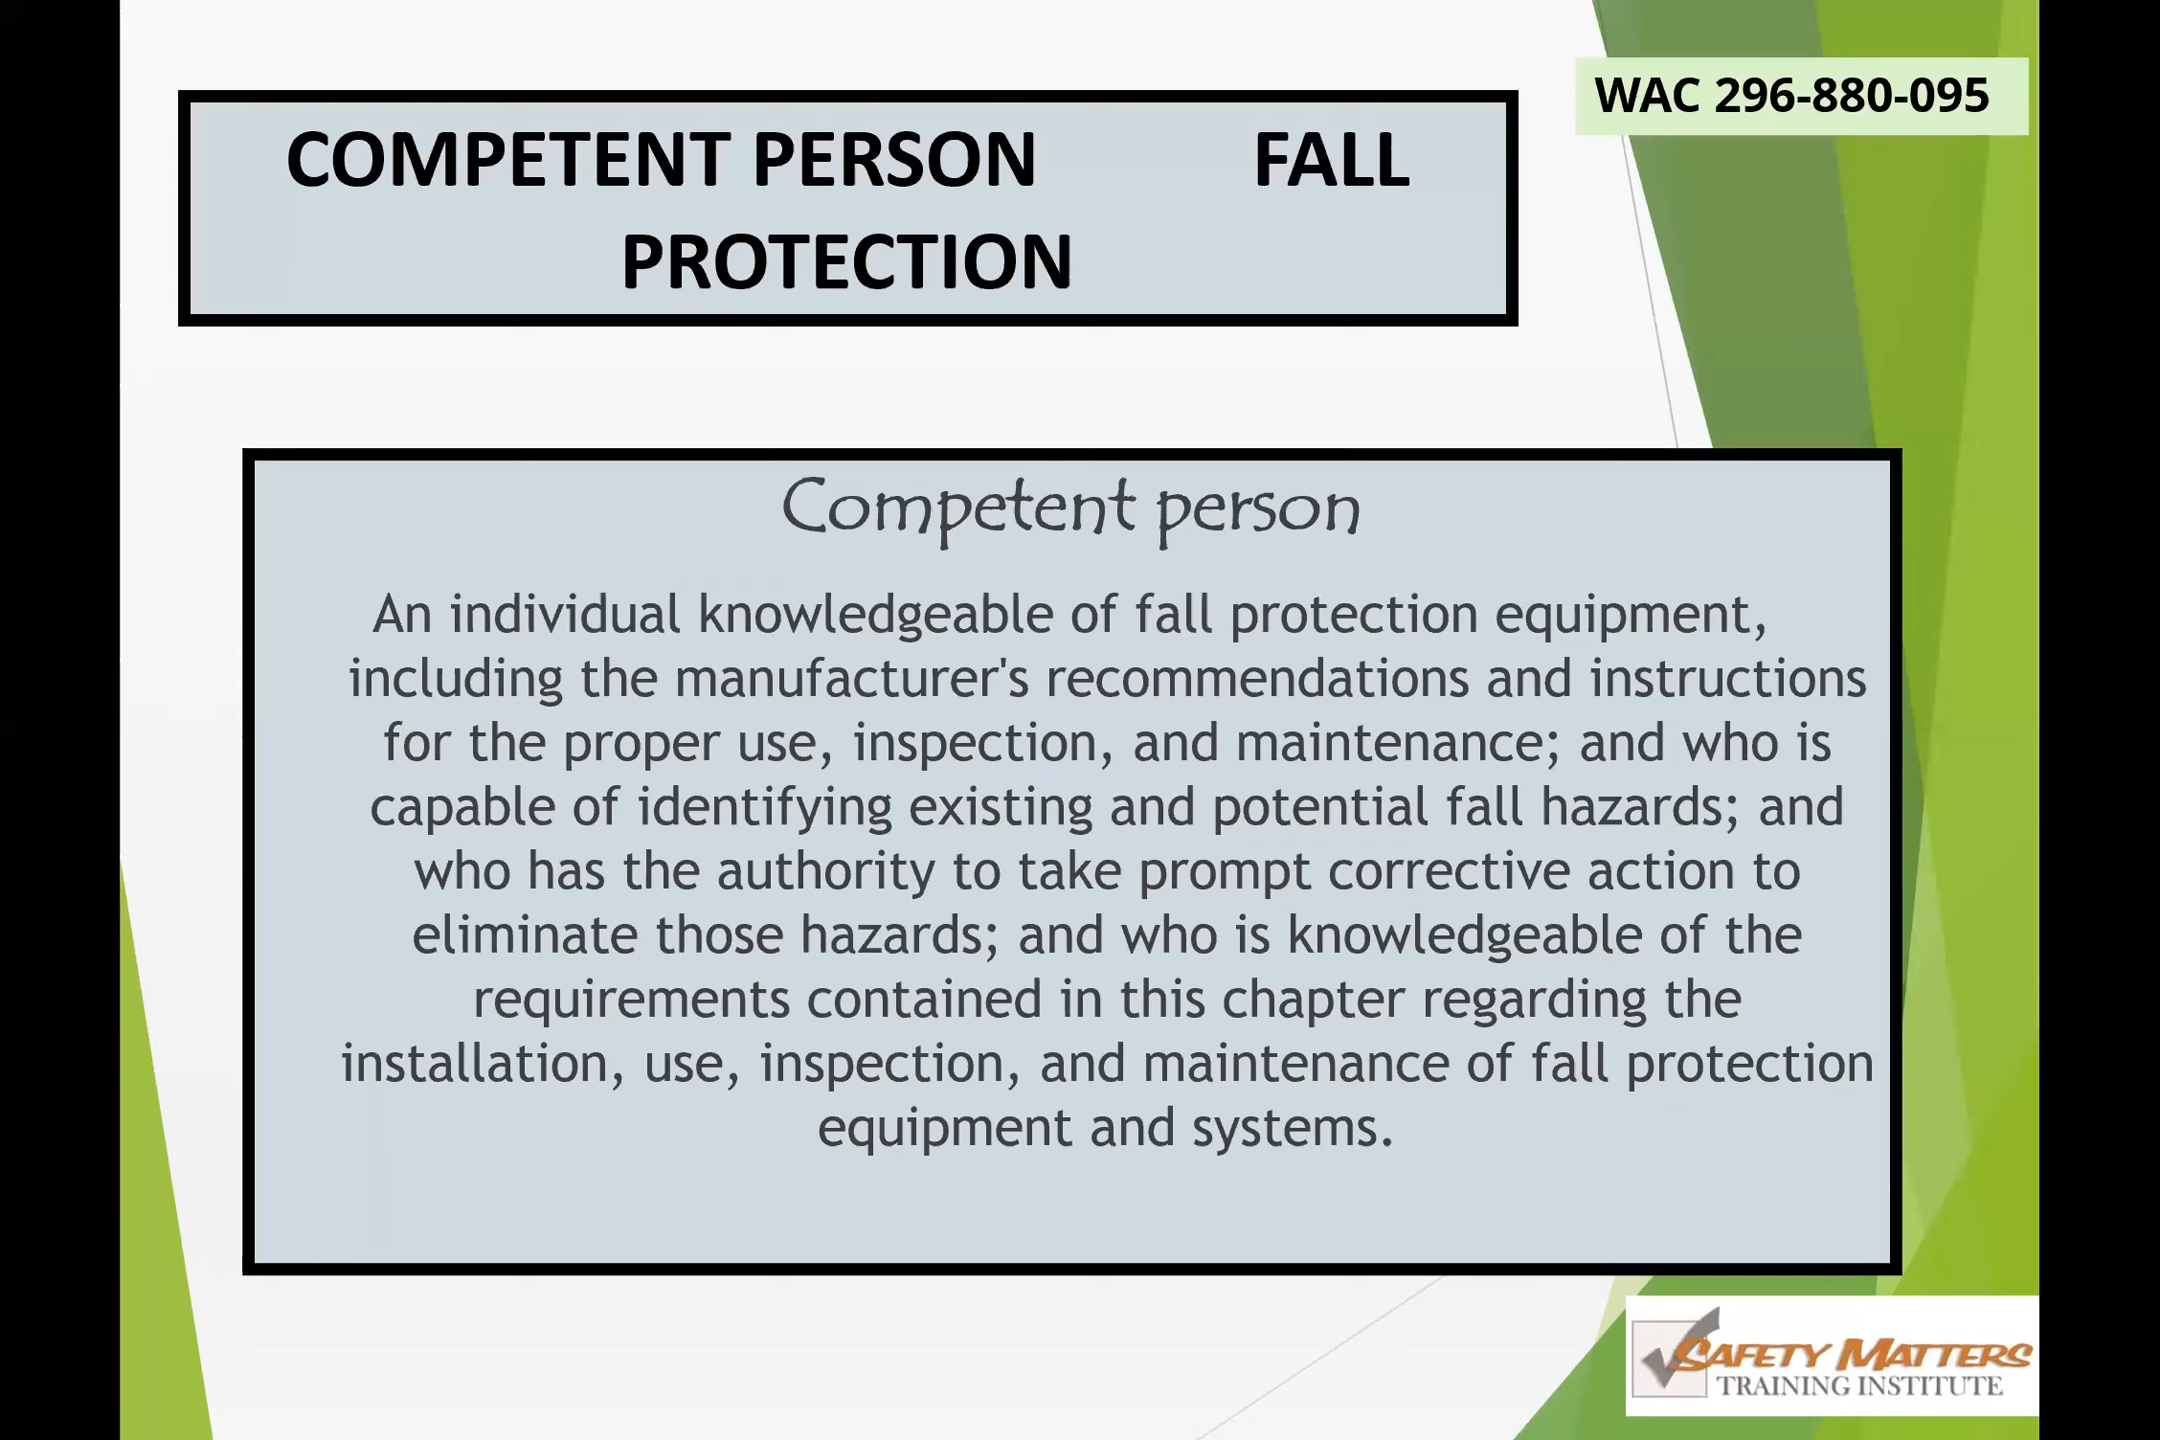 WAC 296-880-095
COMPETENT PERSON FALL
PROTECTION
Competent person
An individual knowledgeable of fall protection equipment,
including the manufacturer's recommendations and instructions
for the proper use, inspection, and maintenance; and who is
capable of identifying existing and potential fall hazards; and
who has the authority to take prompt corrective action to
eliminate those hazards; and who is knowledgeable of the
requirements contained in this chapter regarding the
installation, use, inspection, and maintenance of fall protection
equipment and systems.
SAFETY MATTERS
TRAINING INSTITUTE